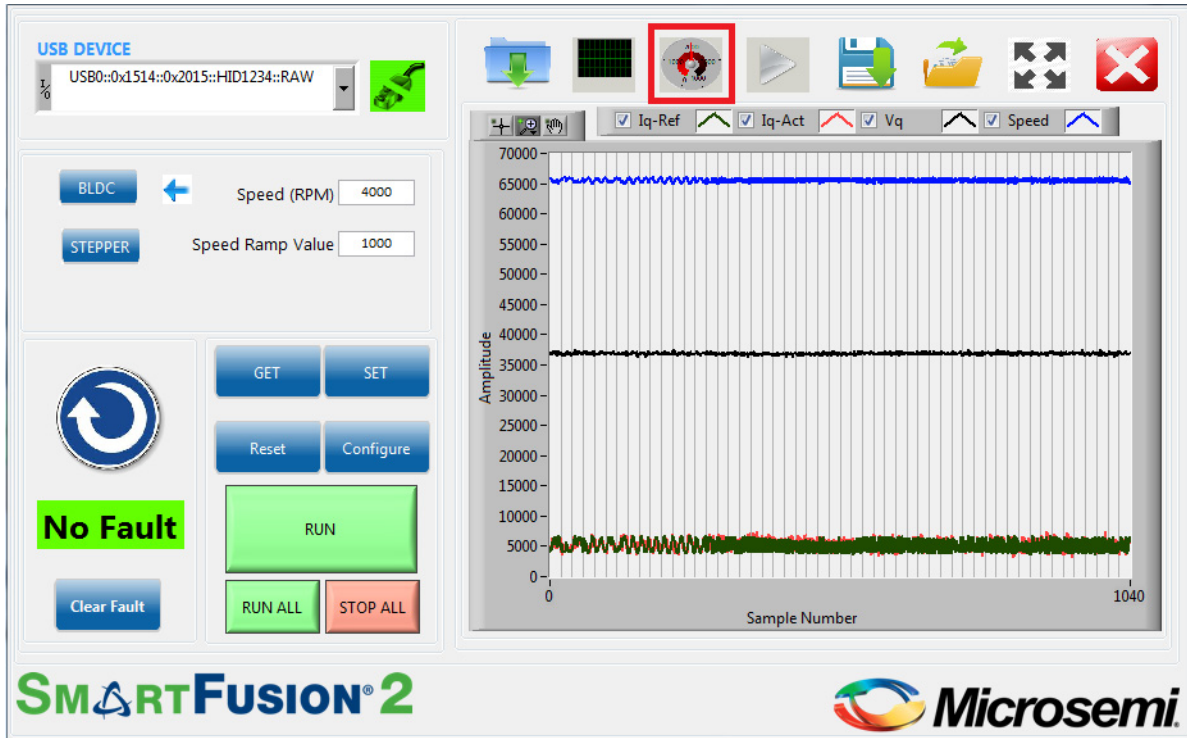 USB DEVICE
I/O
USB0::0x1514::0x2015::HID1234::RAW
BLDC
Speed (RPM) 4000
STEPPER
Speed Ramp Value 1000
GET
SET
Reset
Configure
No Fault
RUN
Clear Fault
RUN ALL
STOP ALL
Iq-Ref
Iq-Act
Vq
Speed
70000
65000
60000
55000
50000
45000
40000
35000
30000
25000
20000
15000
10000
5000
0
Amplitude
0
1040
Sample Number
SMARTFUSION®2
Microsemi.